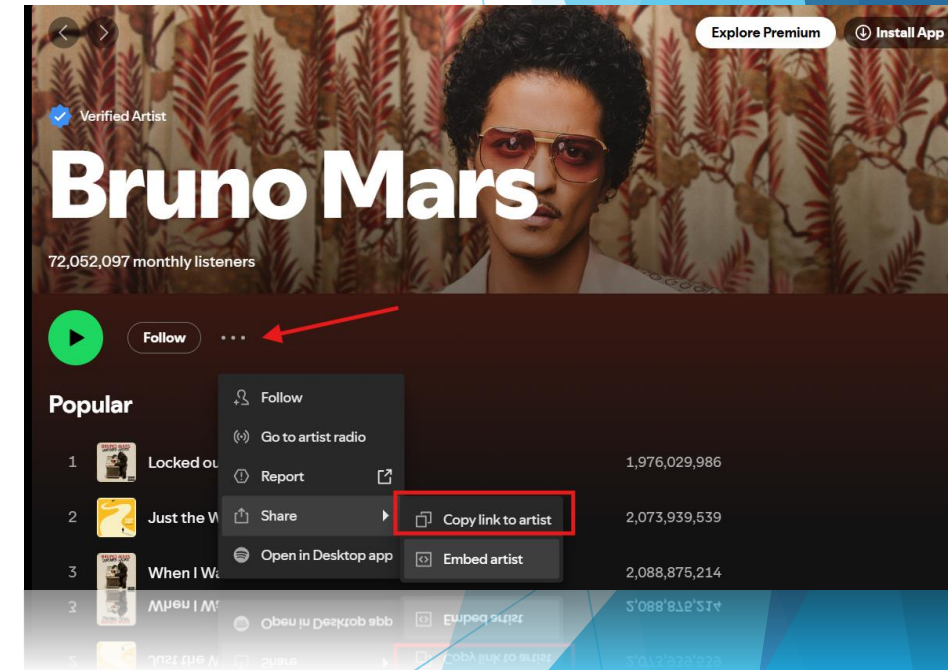 Explore Premium
Install App
Verified Artist
Bruno Mars
72,052,097 monthly listeners
Follow
Popular
Follow
Go to artist radio
Report
Share
Copy link to artist
Open in Desktop app
Embed artist
1 Locked ou 1,976,029,986
2 Just the W 2,073,939,539
3 When I Wa 2,088,875,214